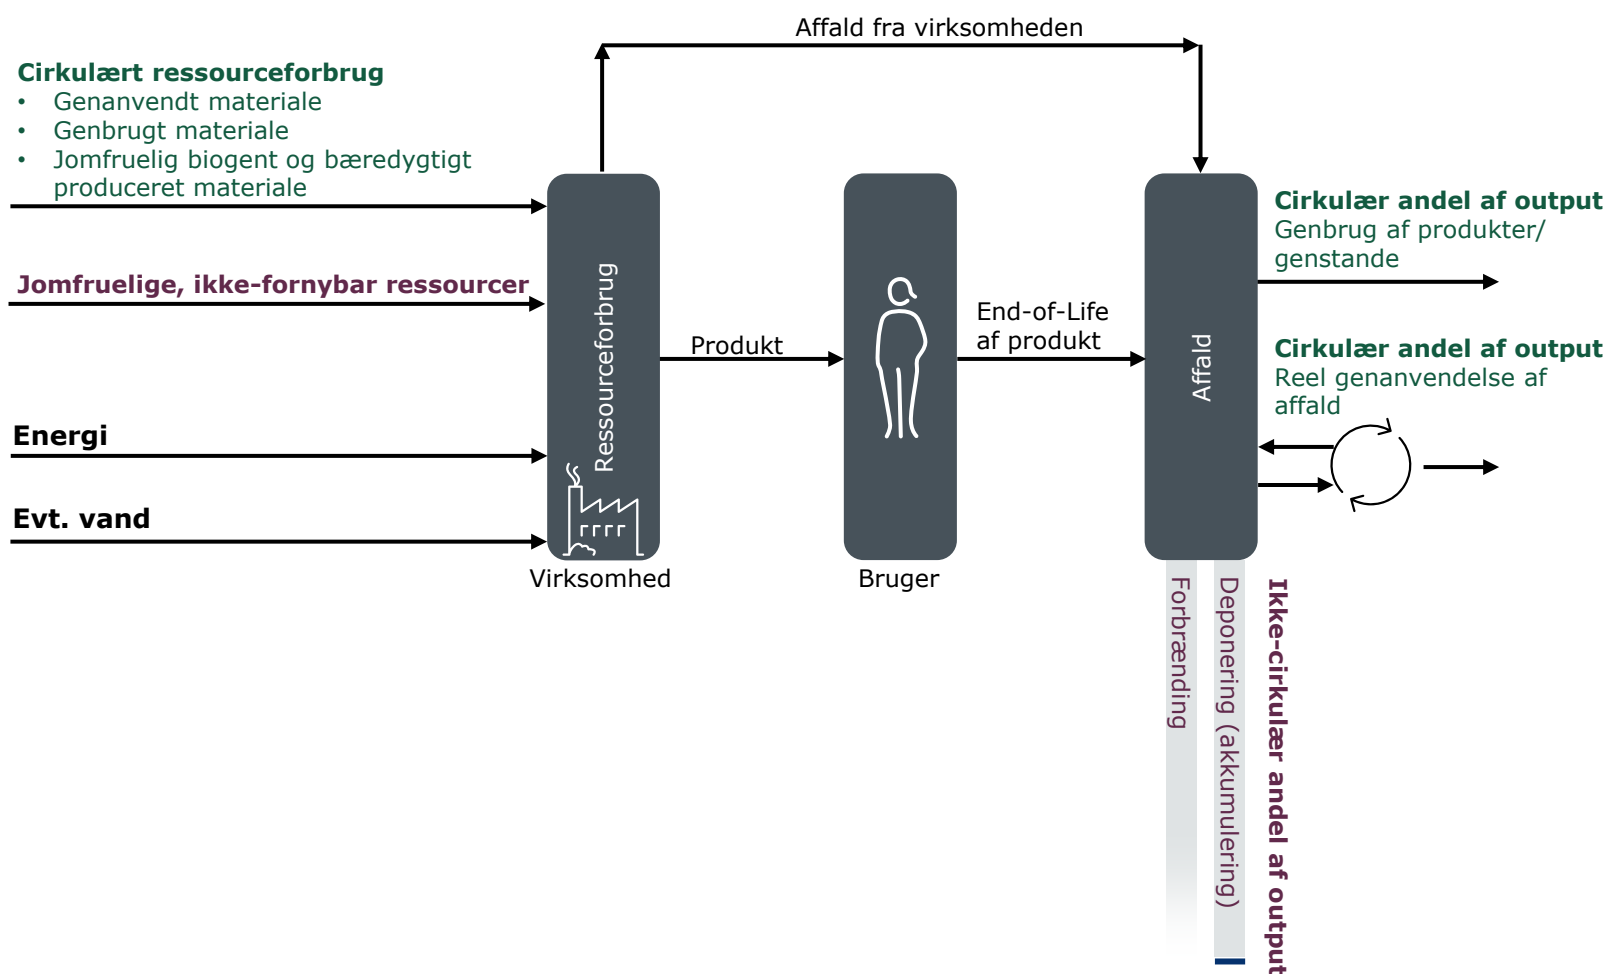 Affald fra virksomheden
Cirkulært ressourceforbrug
• Genanvendt materiale
• Genbrugt materiale
• Jomfruelig biogent og bæredygtigt
produceret materiale
Jomfruelige, ikke-fornybar ressourcer
Energi
Evt. vand
Ressourceforbrug
Virksomhed
Produkt
Bruger
End-of-Life
af produkt
Affald
Cirkulær andel af output
Genbrug af produkter/
genstande
Cirkulær andel af output
Reel genanvendelse af
affald
Forbrænding
Deponering (akkumulering)
Ikke-cirkulær andel af output